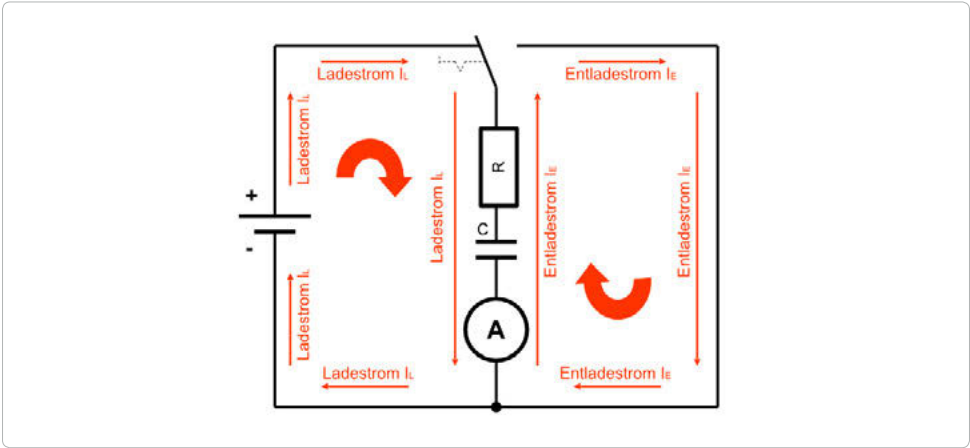 Ladestrom IL
Entladestrom IE
Ladestrom IL
R
+
-
C
Ladestrom IL
Entladestrom IE
Entladestrom IE
Ladestrom IL
A
Ladestrom IL
Entladestrom IE